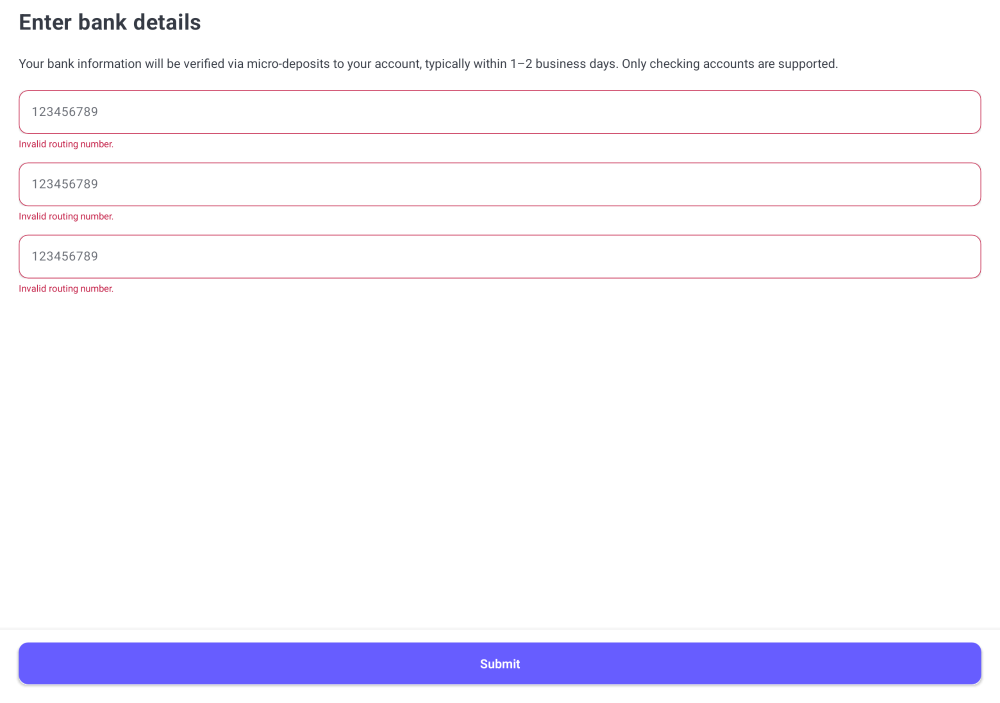 Enter bank details
Your bank information will be verified via micro-deposits to your account, typically within 1–2 business days. Only checking accounts are supported.
123456789
Invalid routing number.
123456789
Invalid routing number.
123456789
Invalid routing number.
Submit